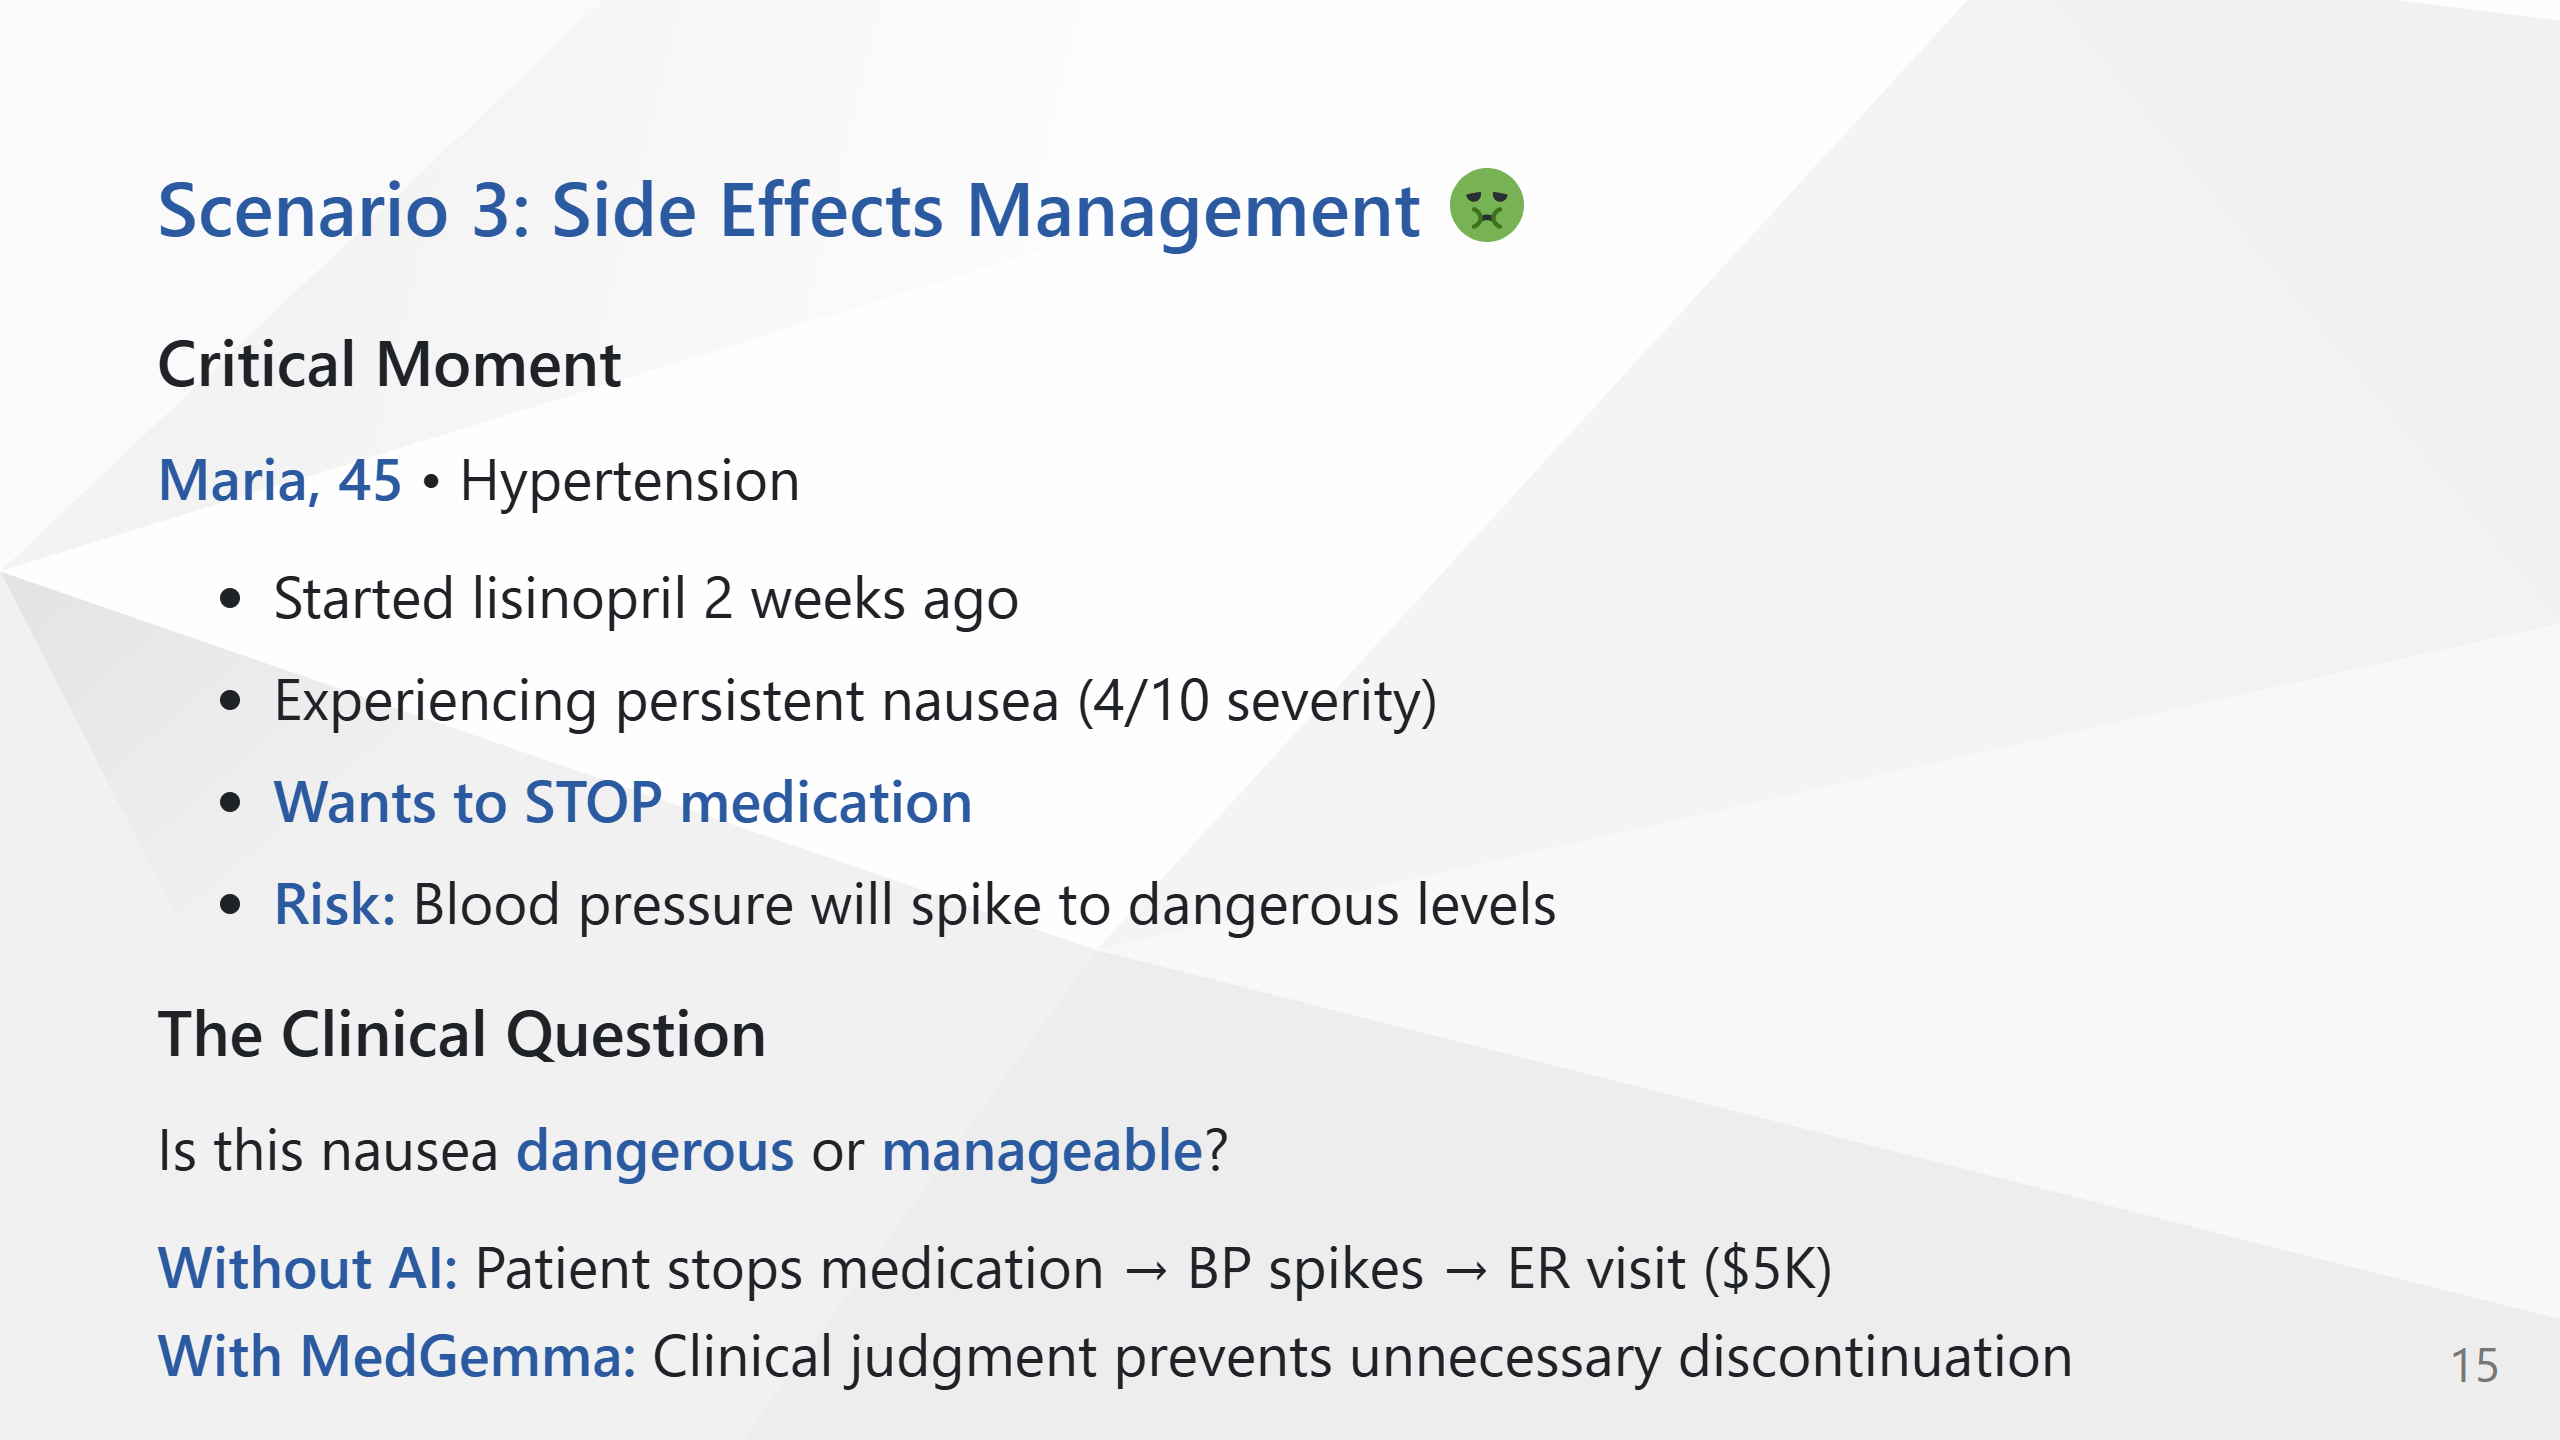 Scenario 3: Side Effects Management 🤢
Critical Moment
Maria, 45 • Hypertension
• Started lisinopril 2 weeks ago
• Experiencing persistent nausea (4/10 severity)
• Wants to STOP medication
• Risk: Blood pressure will spike to dangerous levels
The Clinical Question
Is this nausea dangerous or manageable?
Without AI: Patient stops medication → BP spikes → ER visit ($5K)
With MedGemma: Clinical judgment prevents unnecessary discontinuation
15